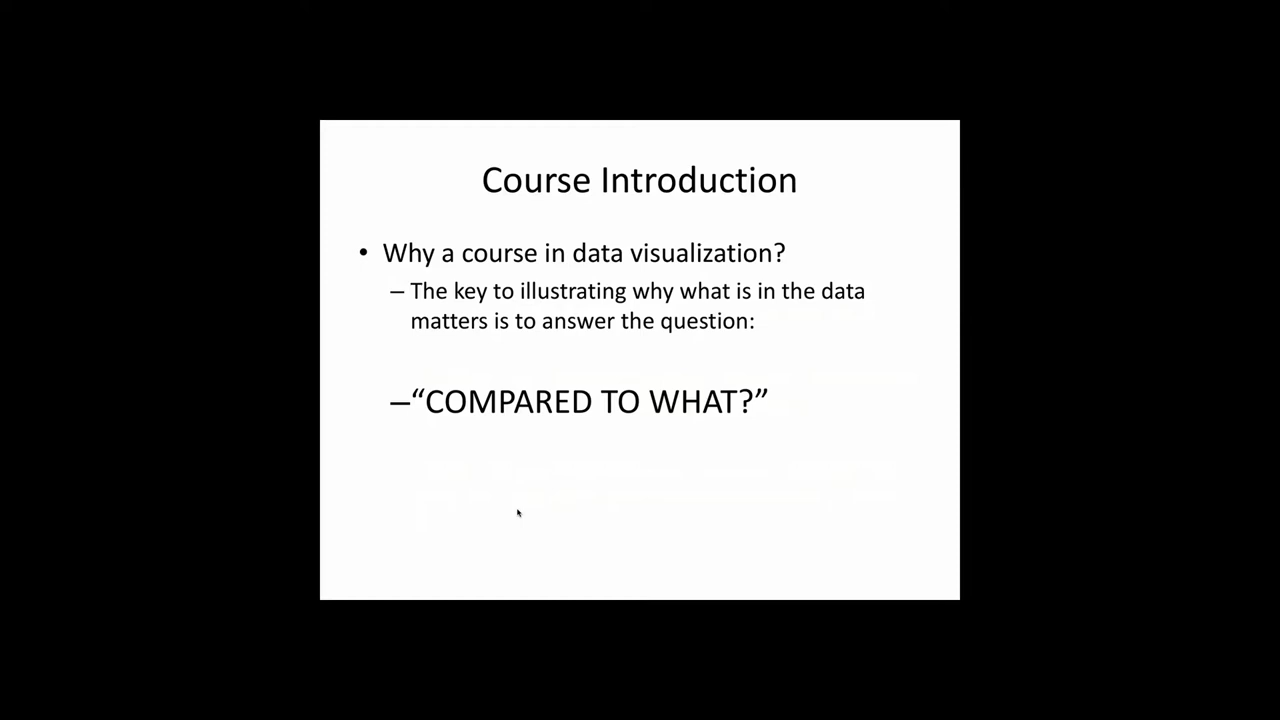 Course Introduction
• Why a course in data visualization?
– The key to illustrating why what is in the data
matters is to answer the question:
–“COMPARED TO WHAT?”